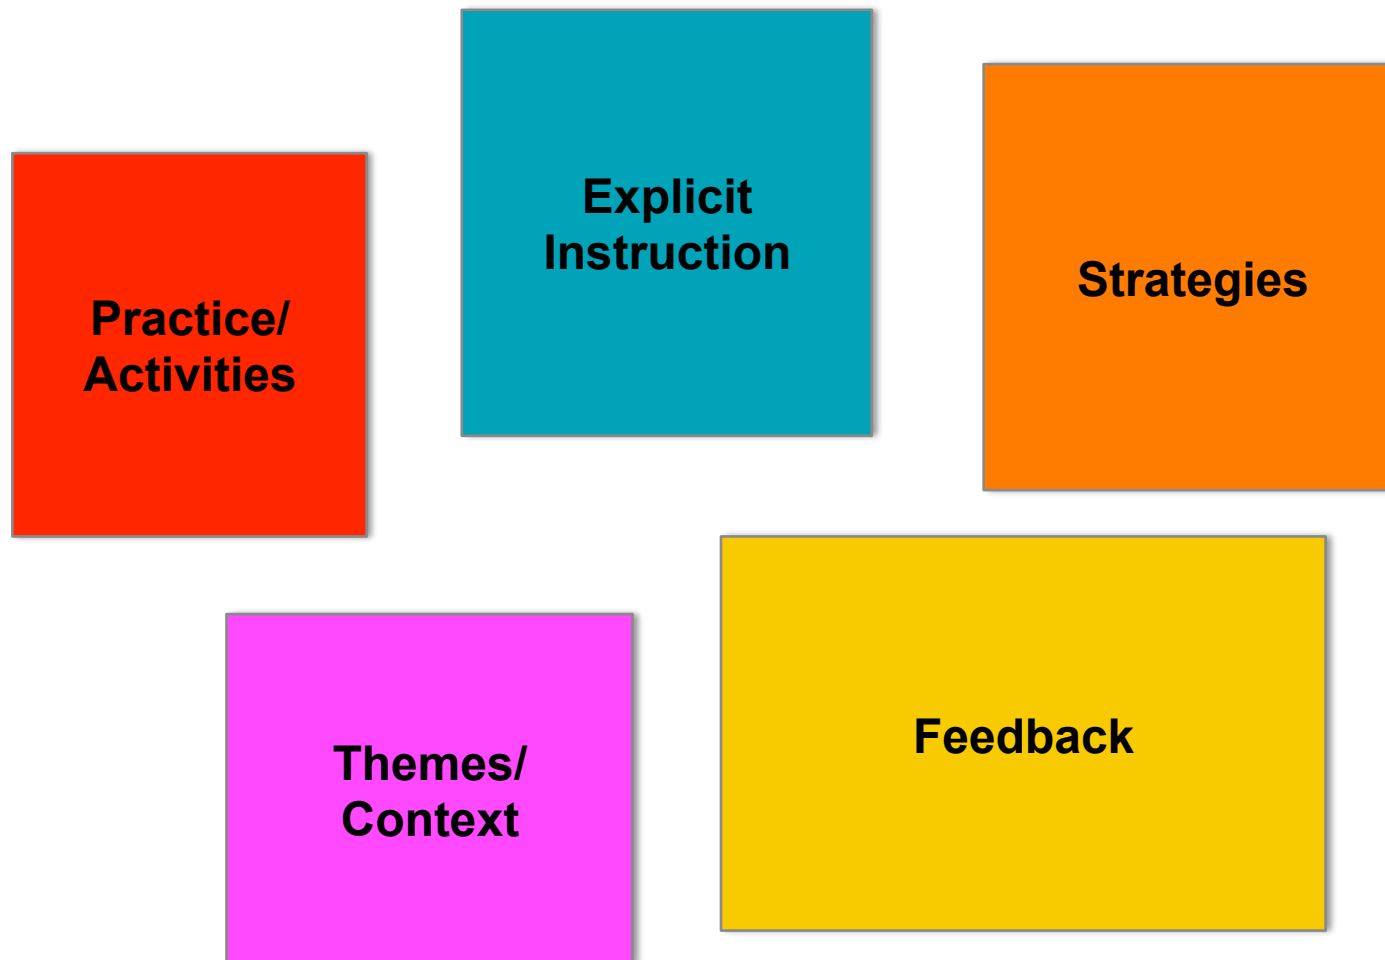 Explicit
Instruction
Strategies
Practice/
Activities
Feedback
Themes/
Context